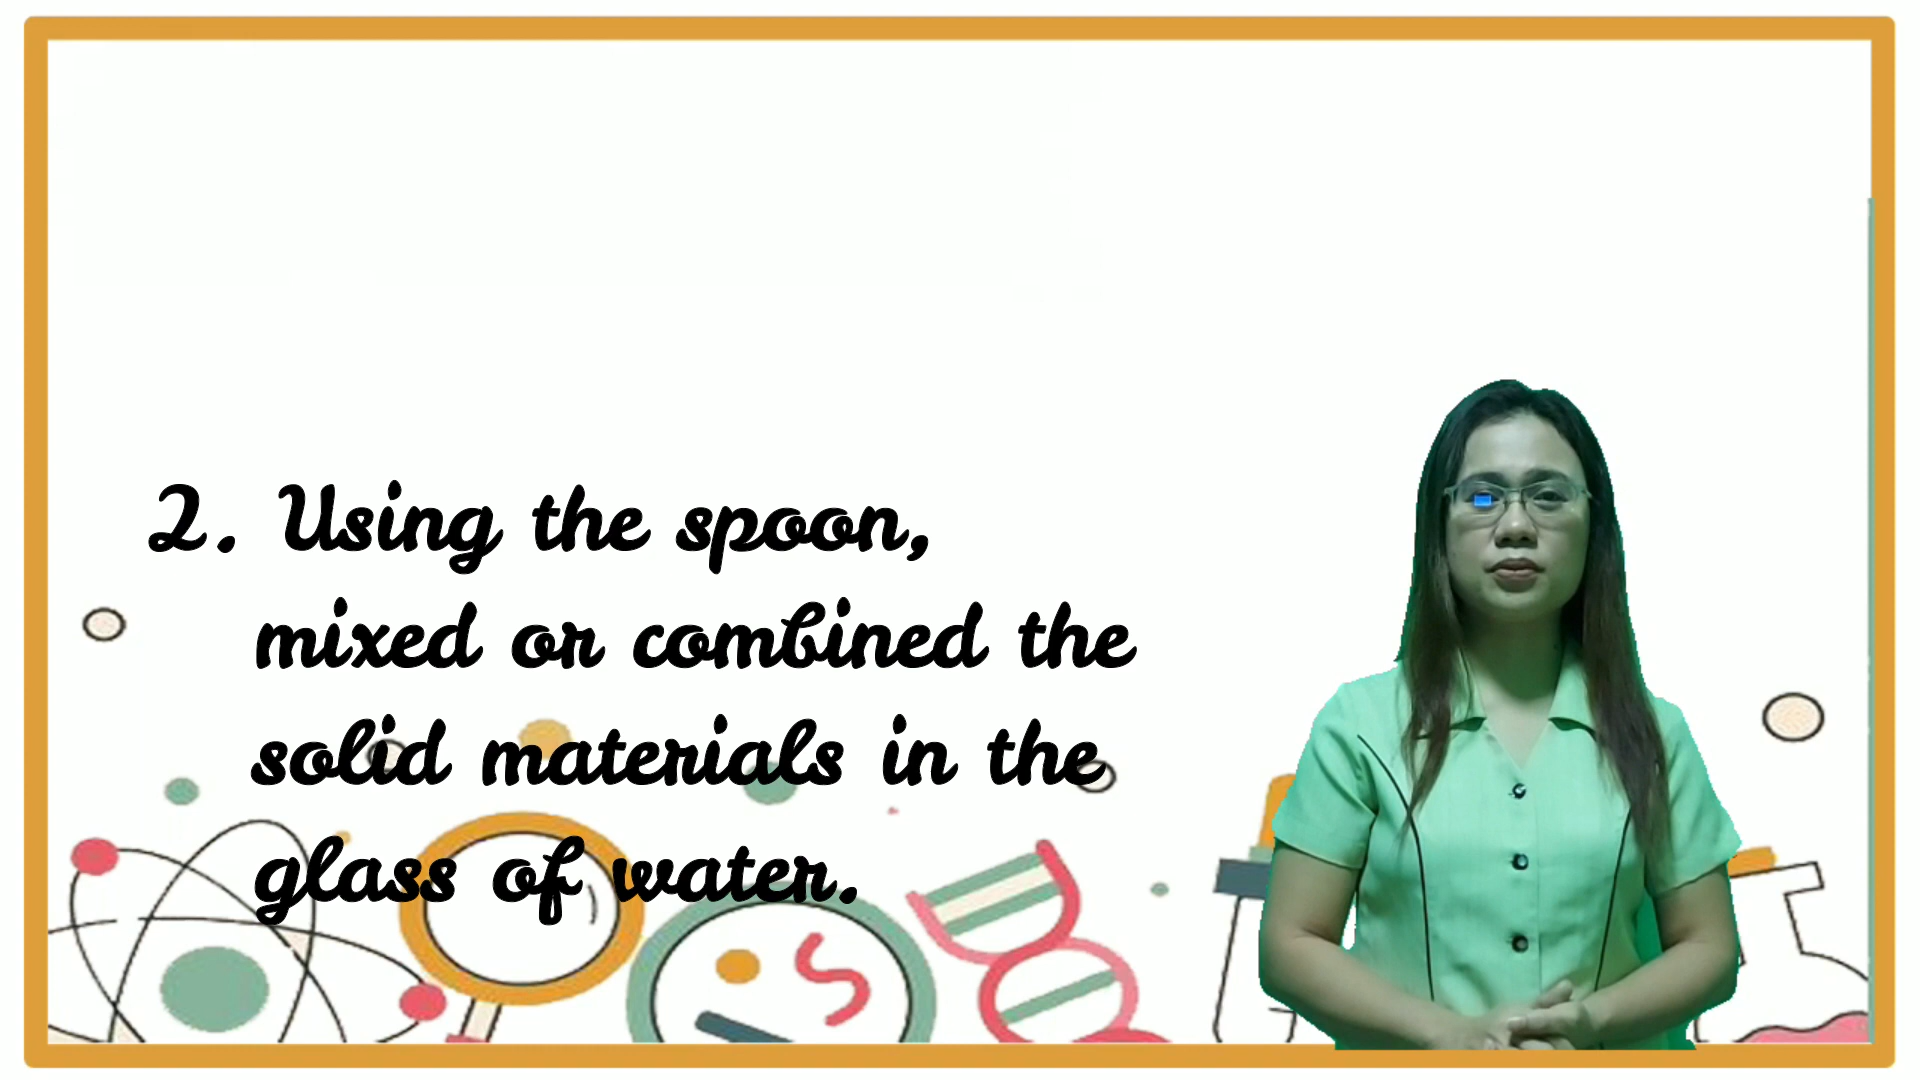 2. Using the spoon,
mixed or combined the
solid materials in the
glass of water.